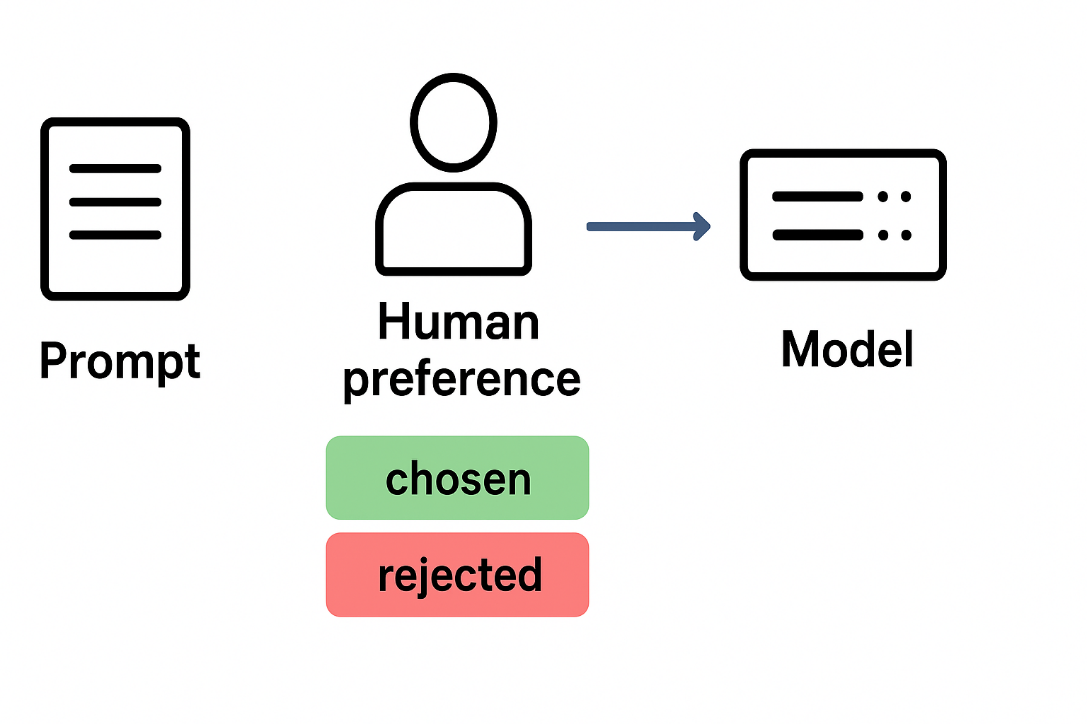 Prompt
Human
preference
chosen
rejected
Model